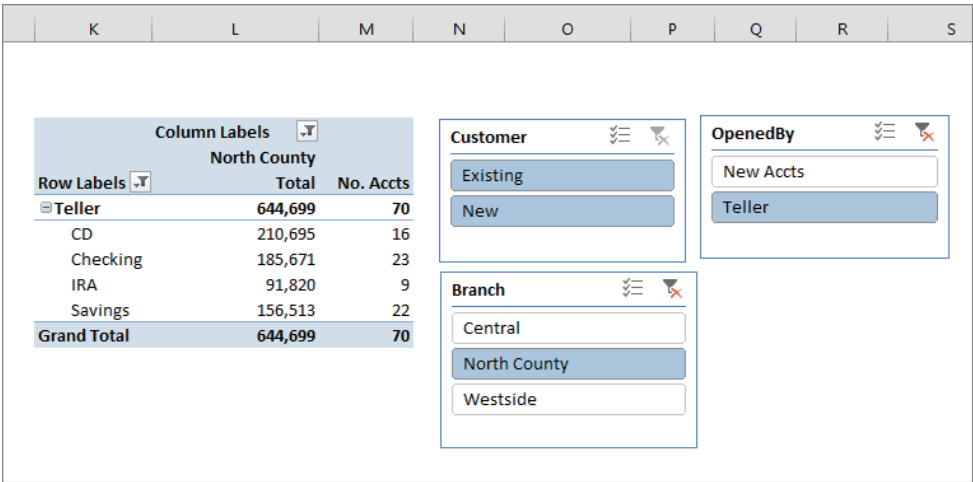 K L M N O P Q R S
Column Labels
North County
Row Labels Total No. Accts
Teller 644,699 70
CD 210,695 16
Checking 185,671 23
IRA 91,820 9
Savings 156,513 22
Grand Total 644,699 70
Customer
Existing
New
OpenedBy
New Accts
Teller
Branch
Central
North County
Westside